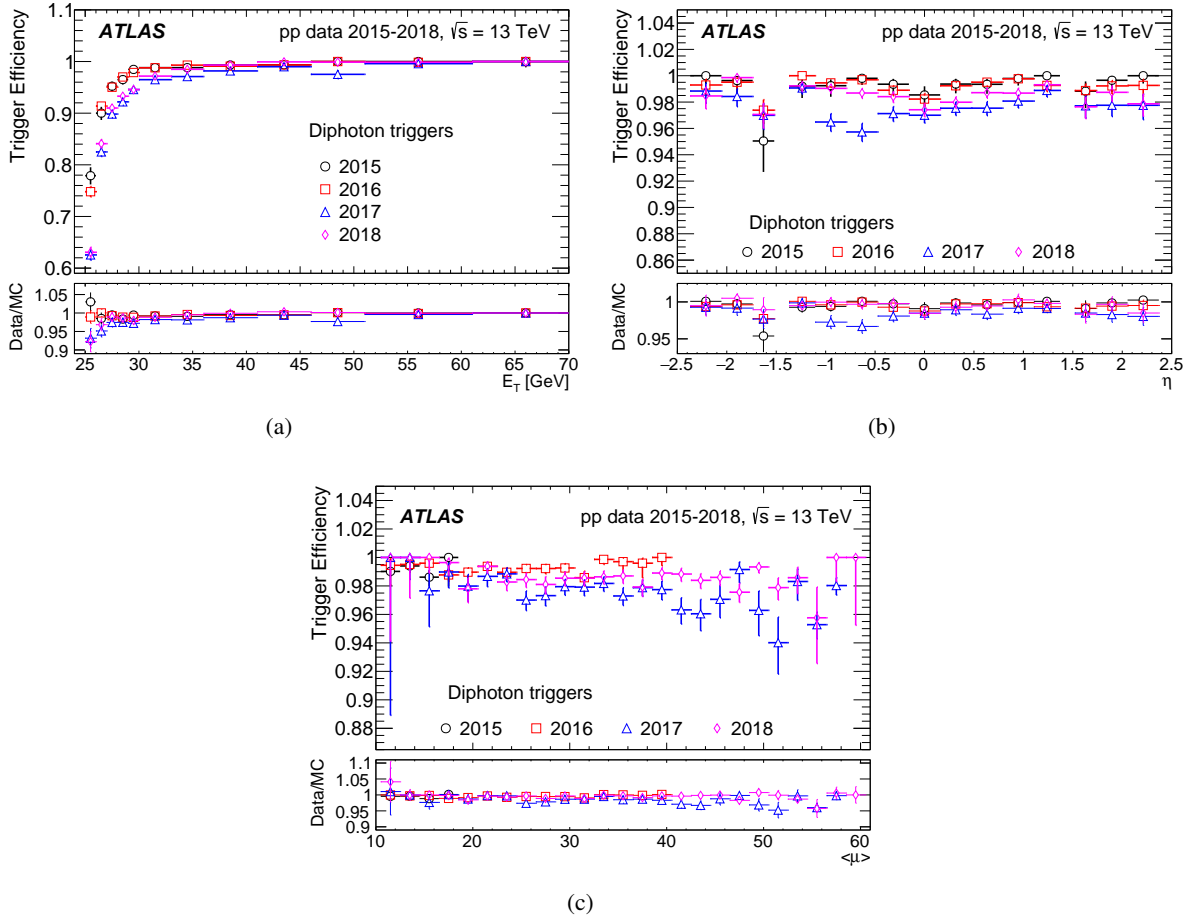 ATLAS pp data 2015-2018, √s = 13 TeV
Trigger Efficiency
1.1
1
0.9
0.8
0.7
0.6
Diphoton triggers
2015
2016
2017
2018
Data/MC
1.05
1
0.95
0.9
25 30 35 40 45 50 55 60 65 70
E_T [GeV]
(a)
ATLAS pp data 2015-2018, √s = 13 TeV
Trigger Efficiency
1.04
1.02
1
0.98
0.96
0.94
0.92
0.9
0.88
0.86
Diphoton triggers
2015 2016 2017 2018
Data/MC
1
0.95
−2.5 −2 −1.5 −1 −0.5 0 0.5 1 1.5 2 2.5
η
(b)
ATLAS pp data 2015-2018, √s = 13 TeV
Trigger Efficiency
1.04
1.02
1
0.98
0.96
0.94
0.92
0.9
0.88
Diphoton triggers
2015 2016 2017 2018
Data/MC
1.1
1.05
1
0.95
0.9
10 20 30 40 50 60
<μ>
(c)